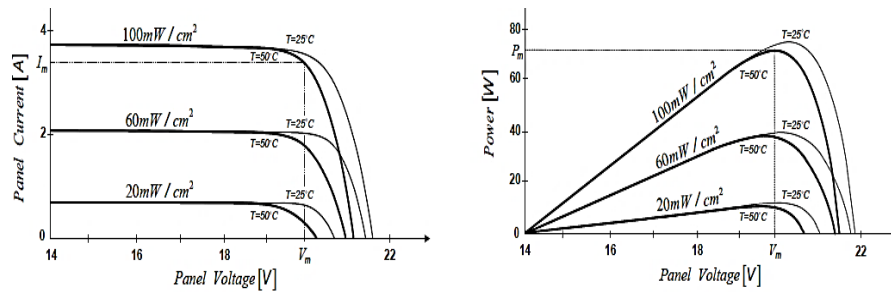 4
I_m
2
0
Panel Current [A]
100mW / cm²
T=25°C
T=50°C
60mW / cm²
T=25°C
T=50°C
20mW / cm²
T=25°C
T=50°C
14 16 18 V_m 22
Panel Voltage [V]
80
P_m
60
40
20
0
Power [W]
100mW / cm²
T=25°C
T=50°C
60mW / cm²
T=25°C
T=50°C
20mW / cm²
T=25°C
T=50°C
14 16 18 V_m 22
Panel Voltage [V]